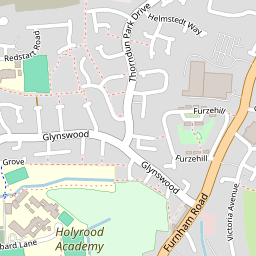 Helmstedt Way
Redstart Road
Thorndun Park Drive
Furzehill
Glynswood
Grove
Furzehill
Glynswood
Furnham Road
Victoria Avenue
Holyrood
Academy
bard Lane